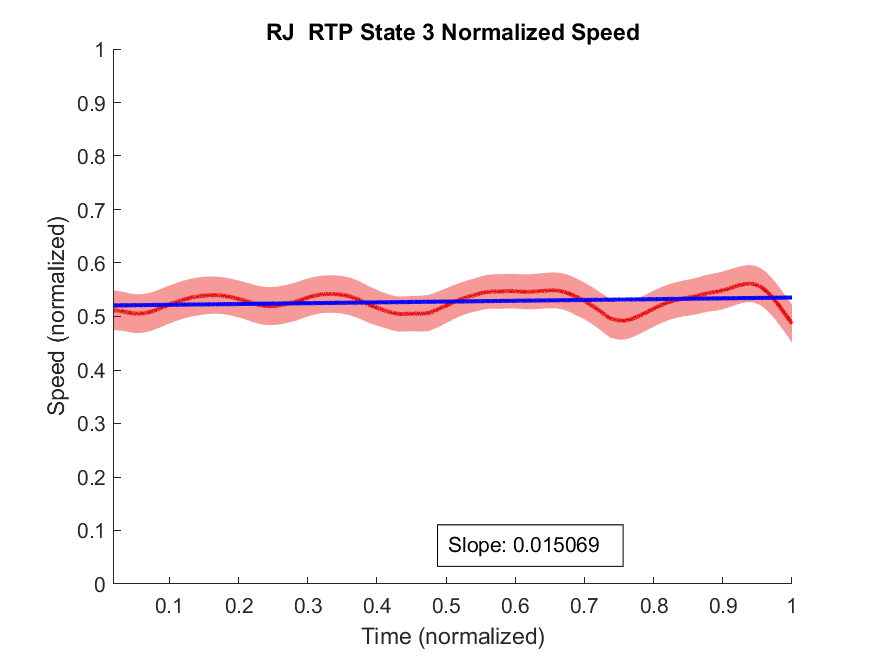 RJ  RTP State 3 Normalized Speed
1
0.9
0.8
0.7
0.6
0.5
0.4
0.3
0.2
0.1
0
Speed (normalized)
Slope: 0.015069
0.1 0.2 0.3 0.4 0.5 0.6 0.7 0.8 0.9 1
Time (normalized)